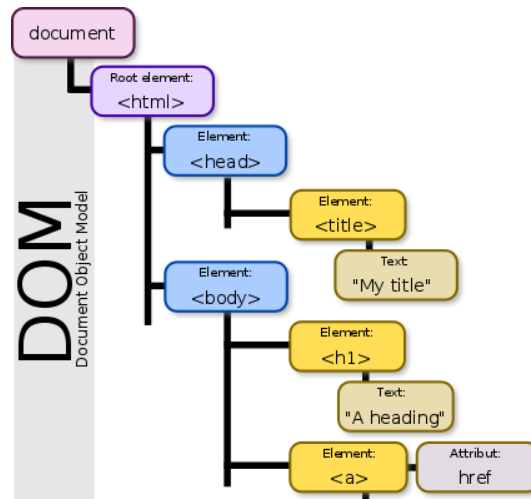 document
Root element:
<html>
Element:
<head>
Element:
<title>
Text:
"My title"
Element:
<body>
Element:
<h1>
Text:
"A heading"
Element:
<a>
Attribut:
href
DOM
Document Object Model